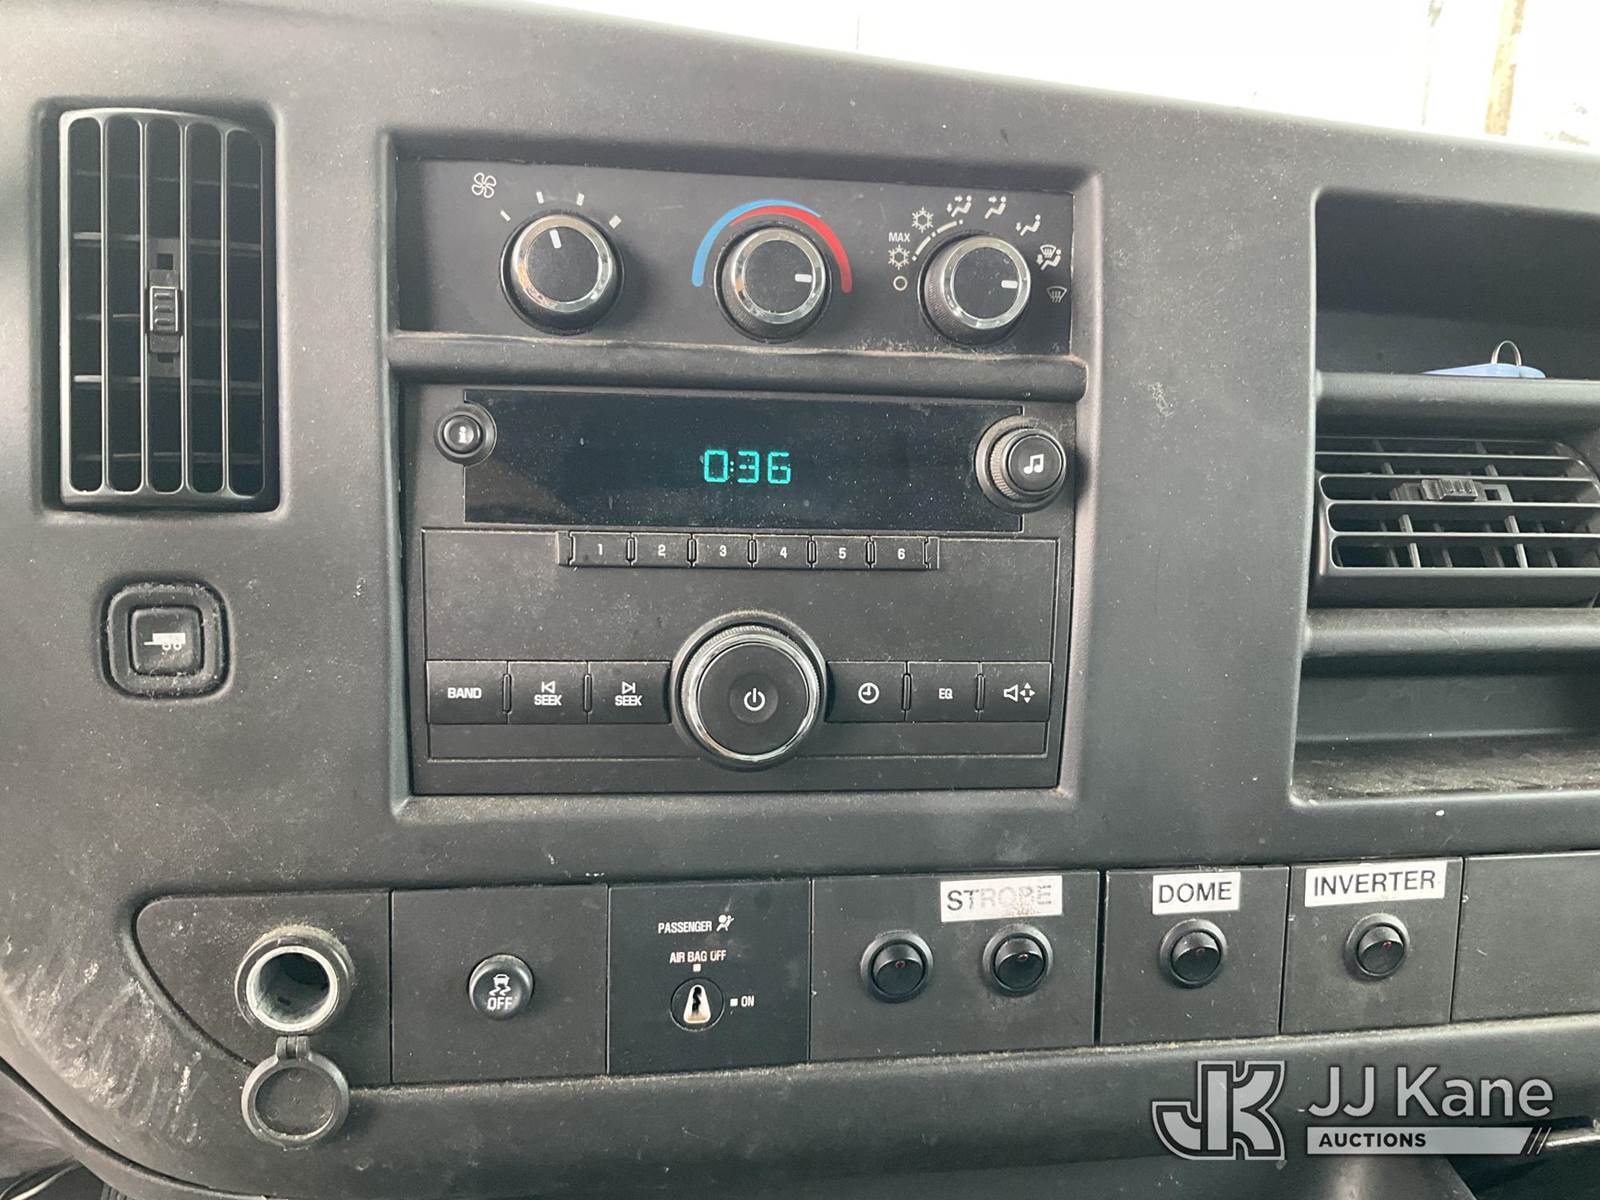 MAX
i
0:36
1 2 3 4 5 6
BAND
SEEK
SEEK
EQ
STROBE
DOME
INVERTER
PASSENGER
AIR BAG OFF
ON
OFF
JK
JJ Kane
AUCTIONS